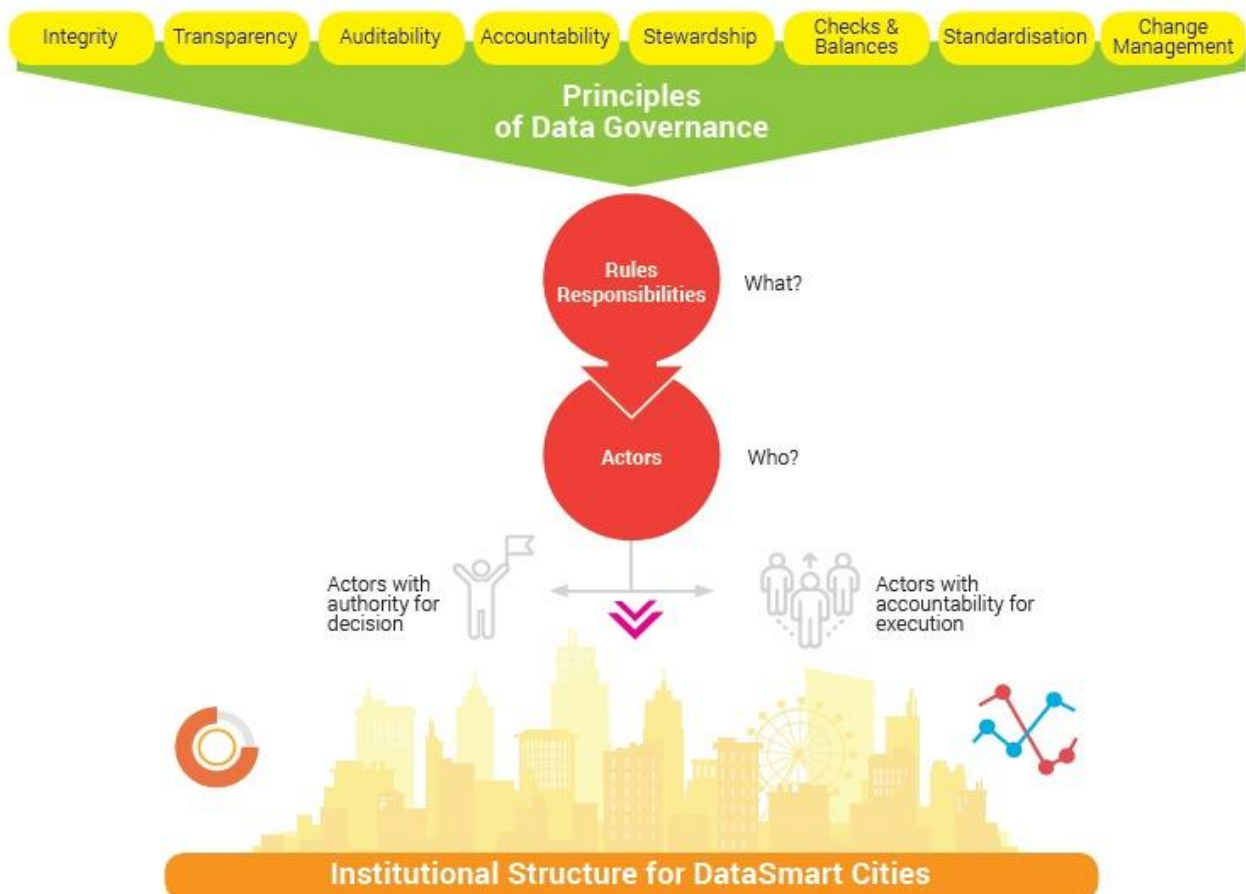 Integrity
Transparency
Auditability
Accountability
Stewardship
Checks &
Balances
Standardisation
Change
Management
Principles
of Data Governance
Rules
Responsibilities
What?
Actors
Who?
Actors with
authority for
decision
Actors with
accountability for
execution
Institutional Structure for DataSmart Cities